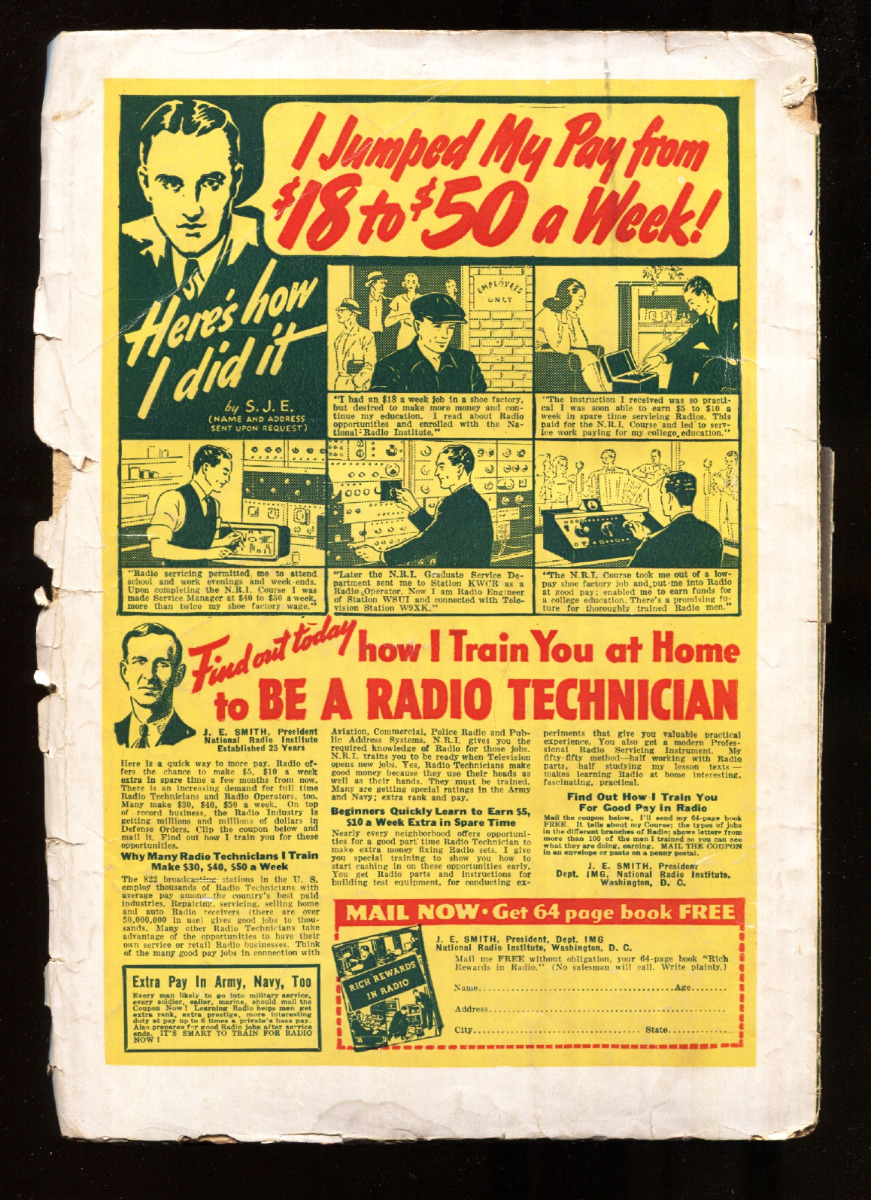 I Jumped My Pay from
$18 to $50 a Week!
Here's how
I did it
by S. J. E.
(NAME AND ADDRESS
SENT UPON REQUEST)
EMPLOYEES
ONLY
"I had an $18 a week job in a shoe factory,
but desired to make more money and con-
tinue my education. I read about Radio
opportunities and enrolled with the Na-
tional Radio Institute."
"The instruction I received was so practi-
cal I was soon able to earn $5 to $10 a
week in spare time servicing Radios. This
paid for the N.R.I. Course and led to serv-
ice work paying for my college education."
"Radio servicing permitted me to attend
school and work evenings and week-ends.
Upon completing the N.R.I. Course I was
made Service Manager at $40 to $50 a week,
more than twice my shoe factory wage."
"Later the N.R.I. Graduate Service De-
partment sent me to Station KWCR as a
Radio Operator. Now I am Radio Engineer
of Station WSUI and connected with Tele-
vision Station W9XK."
"The N.R.I. Course took me out of a low-
pay shoe factory job and put me into Radio
at good pay; enabled me to earn funds for
a college education. There's a promising fu-
ture for thoroughly trained Radio men."
Find out today how I Train You at Home
to BE A RADIO TECHNICIAN
J. E. SMITH, President
National Radio Institute
Established 25 Years
Here is a quick way to more pay. Radio of-
fers the chance to make $5, $10 a week
extra in spare time a few months from now.
There is an increasing demand for full time
Radio Technicians and Radio Operators, too.
Many make $30, $40, $50 a week. On top
of record business, the Radio Industry is
getting millions and millions of dollars in
Defense Orders. Clip the coupon below and
mail it. Find out how I train you for these
opportunities.
Why Many Radio Technicians I Train
Make $30, $40, $50 a Week
The 822 broadcasting stations in the U. S.
employ thousands of Radio Technicians with
average pay among the country's best paid
industries. Repairing, servicing, selling home
and auto Radio receivers (there are over
50,000,000 in use) gives good jobs to thou-
sands. Many other Radio Technicians take
advantage of the opportunities to have their
own service or retail Radio businesses. Think
of the many good pay jobs in connection with
Aviation, Commercial, Police Radio and Pub-
lic Address Systems. N.R.I. gives you the
required knowledge of Radio for those jobs.
N.R.I. trains you to be ready when Television
opens new jobs. Yes, Radio Technicians make
good money because they use their heads as
well as their hands. They must be trained.
Many are getting special ratings in the Army
and Navy; extra rank and pay.
Beginners Quickly Learn to Earn $5,
$10 a Week Extra in Spare Time
Nearly every neighborhood offers opportuni-
ties for a good part time Radio Technician to
make extra money fixing Radio sets. I give
you special training to show you how to
start cashing in on these opportunities early.
You get Radio parts and instructions for
building test equipment, for conducting ex-
periments that give you valuable practical
experience. You also get a modern Profes-
sional Radio Servicing Instrument. My
fifty-fifty method—half working with Radio
parts, half studying my lesson texts—
makes learning Radio at home interesting,
fascinating, practical.
Find Out How I Train You
For Good Pay in Radio
Mail the coupon below, I'll send my 64-page book
FREE. It tells about my Course; the types of jobs
in the different branches of Radio; shows letters from
more than 100 of the men I trained so you can see
what they are doing, earning. MAIL THE COUPON
in an envelope or paste on a penny postal.
J. E. SMITH, President
Dept. 1MG, National Radio Institute,
Washington, D. C.
Extra Pay In Army, Navy, Too
Every man likely to go into military service,
every soldier, sailor, marine, should mail the
Coupon Now! Learning Radio helps men get
extra rank, extra prestige, more interesting
duty at pay up to 6 times a private's base pay.
Also prepares for good Radio jobs after service
ends. IT'S SMART TO TRAIN FOR RADIO
NOW!
MAIL NOW • Get 64 page book FREE
RICH REWARDS
IN RADIO
J. E. SMITH, President, Dept. 1MG
National Radio Institute, Washington, D. C.
Mail me FREE without obligation, your 64-page book "Rich
Rewards in Radio." (No salesman will call. Write plainly.)
Name..........Age..........
Address..........
City..........State..........